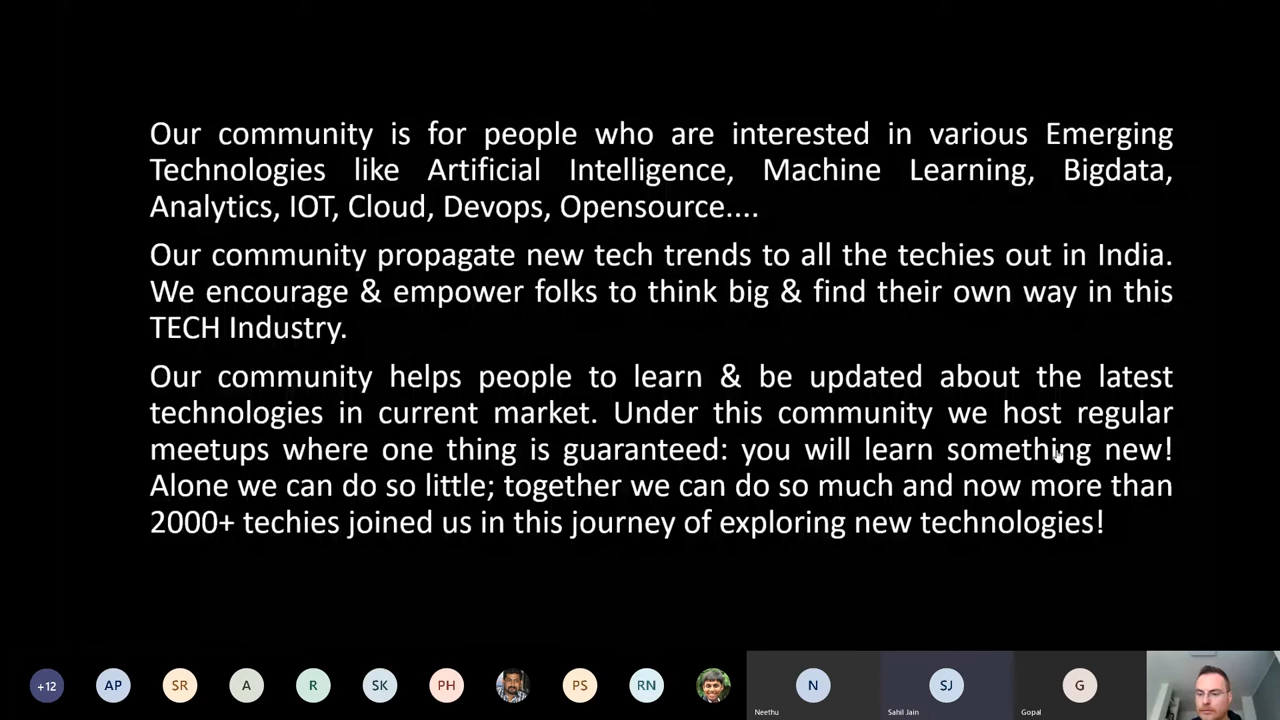 Our community is for people who are interested in various Emerging
Technologies like Artificial Intelligence, Machine Learning, Bigdata,
Analytics, IOT, Cloud, Devops, Opensource....
Our community propagate new tech trends to all the techies out in India.
We encourage & empower folks to think big & find their own way in this
TECH Industry.
Our community helps people to learn & be updated about the latest
technologies in current market. Under this community we host regular
meetups where one thing is guaranteed: you will learn something new!
Alone we can do so little; together we can do so much and now more than
2000+ techies joined us in this journey of exploring new technologies!
+12 AP SR A R SK PH PS RN N SJ G
Neethu Sahil Jain Gopal